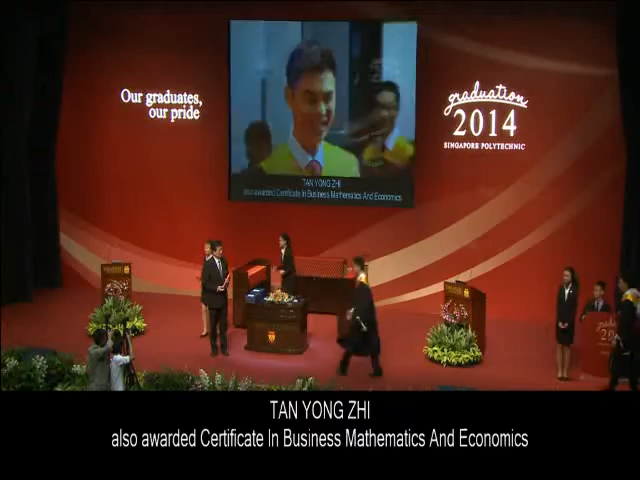 Our graduates,
our pride
graduation
2014
SINGAPORE POLYTECHNIC
TAN YONG ZHI
also awarded Certificate In Business Mathematics And Economics
graduation
TAN YONG ZHI
also awarded Certificate In Business Mathematics And Economics